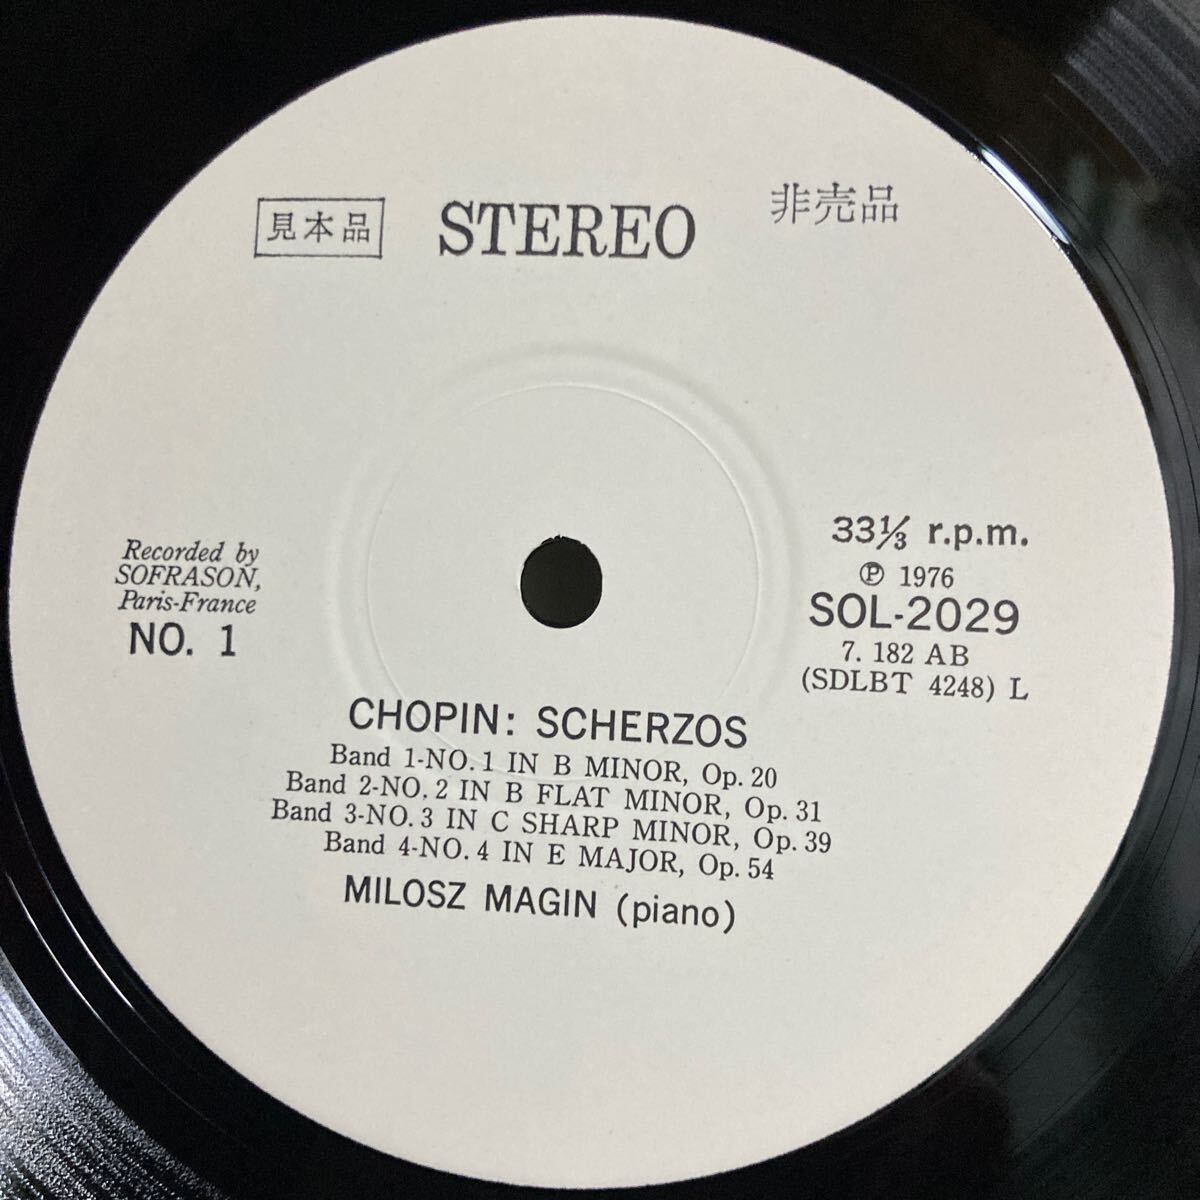 見本品
STEREO
非売品
33⅓ r.p.m.
Ⓟ 1976
SOL-2029
7. 182 AB
(SDLBT 4248) L
Recorded by
SOFRASON,
Paris-France
NO. 1
CHOPIN: SCHERZOS
Band 1-NO. 1 IN B MINOR, Op. 20
Band 2-NO. 2 IN B FLAT MINOR, Op. 31
Band 3-NO. 3 IN C SHARP MINOR, Op. 39
Band 4-NO. 4 IN E MAJOR, Op. 54
MILOSZ MAGIN (piano)